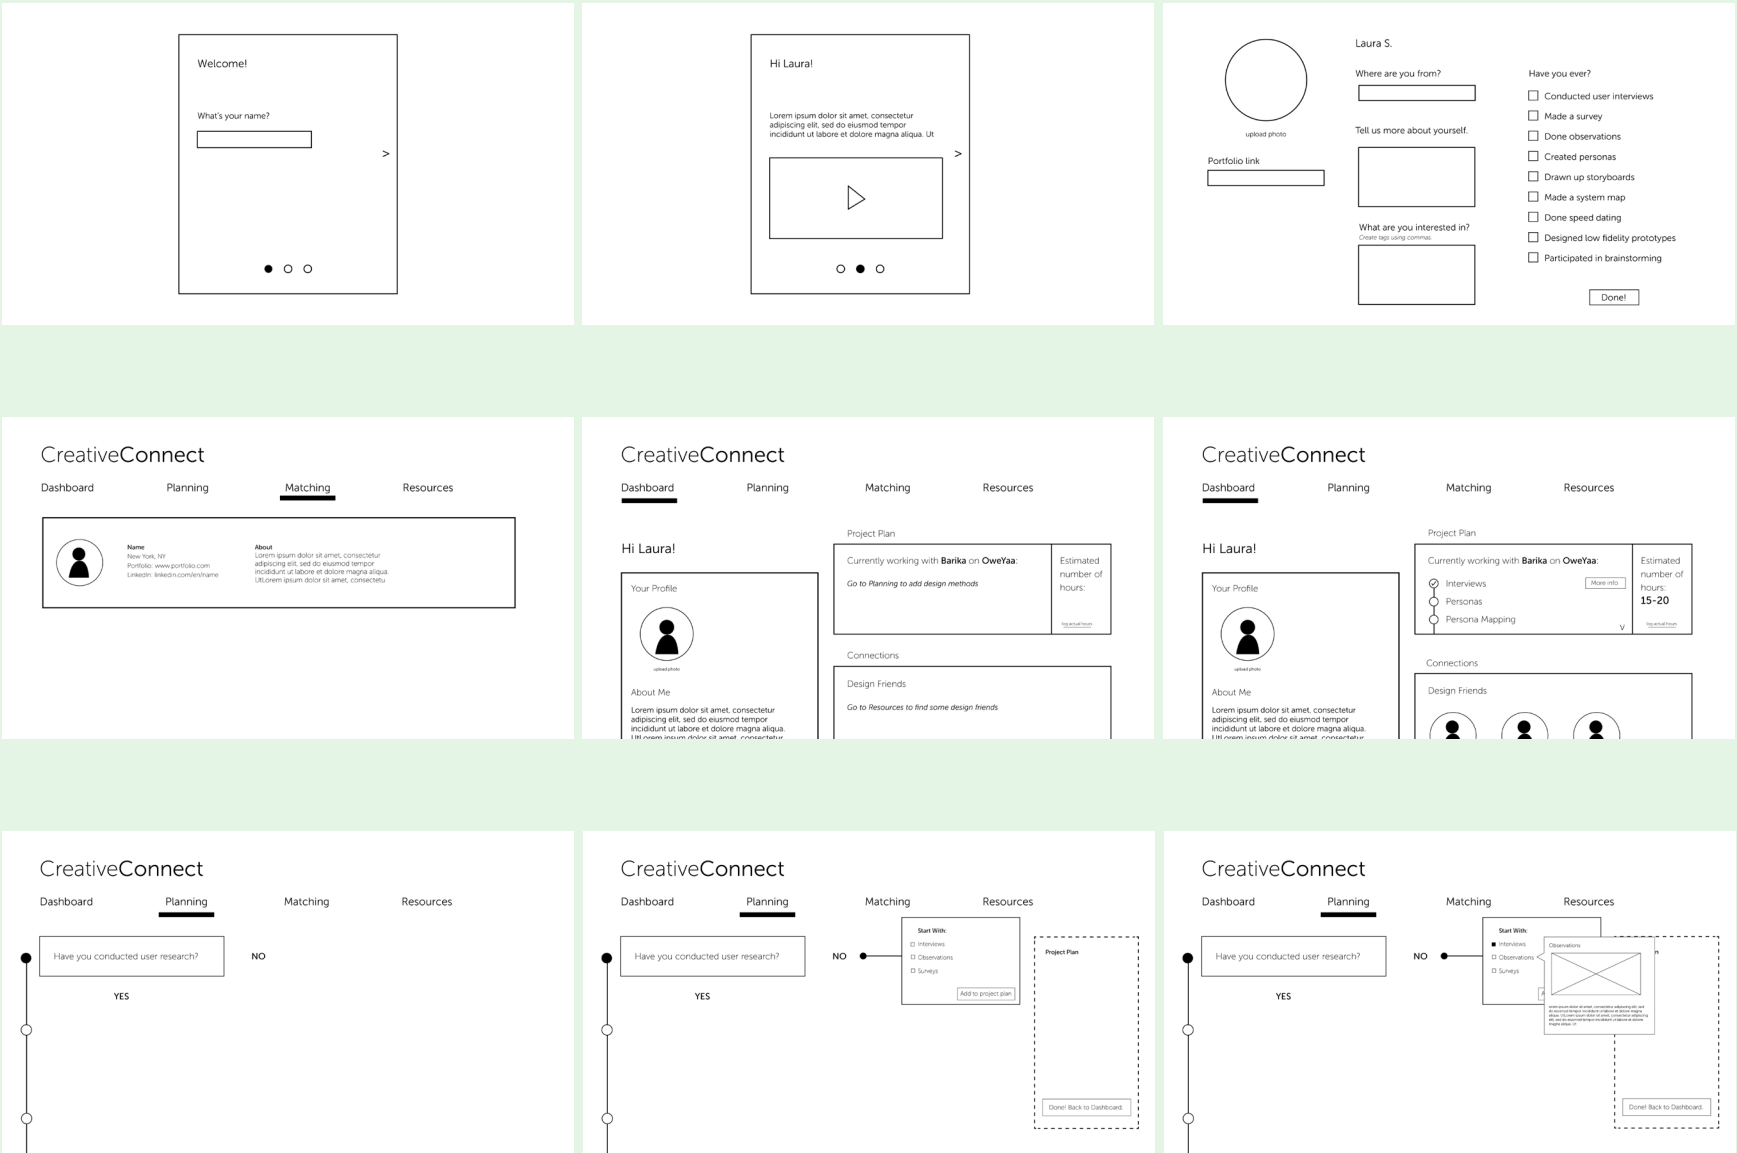 Welcome!
What's your name?
>
Hi Laura!
Lorem ipsum dolor sit amet, consectetur
adipiscing elit, sed do eiusmod tempor
incididunt ut labore et dolore magna aliqua. Ut
>
upload photo
Portfolio link
Laura S.
Where are you from?
Tell us more about yourself.
What are you interested in?
Create tags using commas.
Have you ever?
Conducted user interviews
Made a survey
Done observations
Created personas
Drawn up storyboards
Made a system map
Done speed dating
Designed low fidelity prototypes
Participated in brainstorming
Done!
CreativeConnect
Dashboard Planning Matching Resources
Name
New York, NY
Portfolio: www.portfolio.com
LinkedIn: linkedin.com/en/name
About
Lorem ipsum dolor sit amet, consectetur
adipiscing elit, sed do eiusmod tempor
incididunt ut labore et dolore magna aliqua.
UtLorem ipsum dolor sit amet, consectetu
CreativeConnect
Dashboard Planning Matching Resources
Hi Laura!
Your Profile
upload photo
About Me
Lorem ipsum dolor sit amet, consectetur
adipiscing elit, sed do eiusmod tempor
incididunt ut labore et dolore magna aliqua.
UtLorem ipsum dolor sit amet, consectetur
Project Plan
Currently working with Barika on OweYaa:
Go to Planning to add design methods
Estimated
number of
hours:
log actual hours
Connections
Design Friends
Go to Resources to find some design friends
CreativeConnect
Dashboard Planning Matching Resources
Hi Laura!
Your Profile
upload photo
About Me
Lorem ipsum dolor sit amet, consectetur
adipiscing elit, sed do eiusmod tempor
incididunt ut labore et dolore magna aliqua.
UtLorem ipsum dolor sit amet, consectetur
Project Plan
Currently working with Barika on OweYaa:
Interviews
More info
Personas
Persona Mapping
V
Estimated
number of
hours:
15-20
log actual hours
Connections
Design Friends
CreativeConnect
Dashboard Planning Matching Resources
Have you conducted user research?
NO
YES
CreativeConnect
Dashboard Planning Matching Resources
Have you conducted user research?
NO
YES
Start With:
Interviews
Observations
Surveys
Add to project plan
Project Plan
Done! Back to Dashboard.
CreativeConnect
Dashboard Planning Matching Resources
Have you conducted user research?
NO
YES
Start With:
Interviews
Observations
Surveys
Observations
Done! Back to Dashboard.